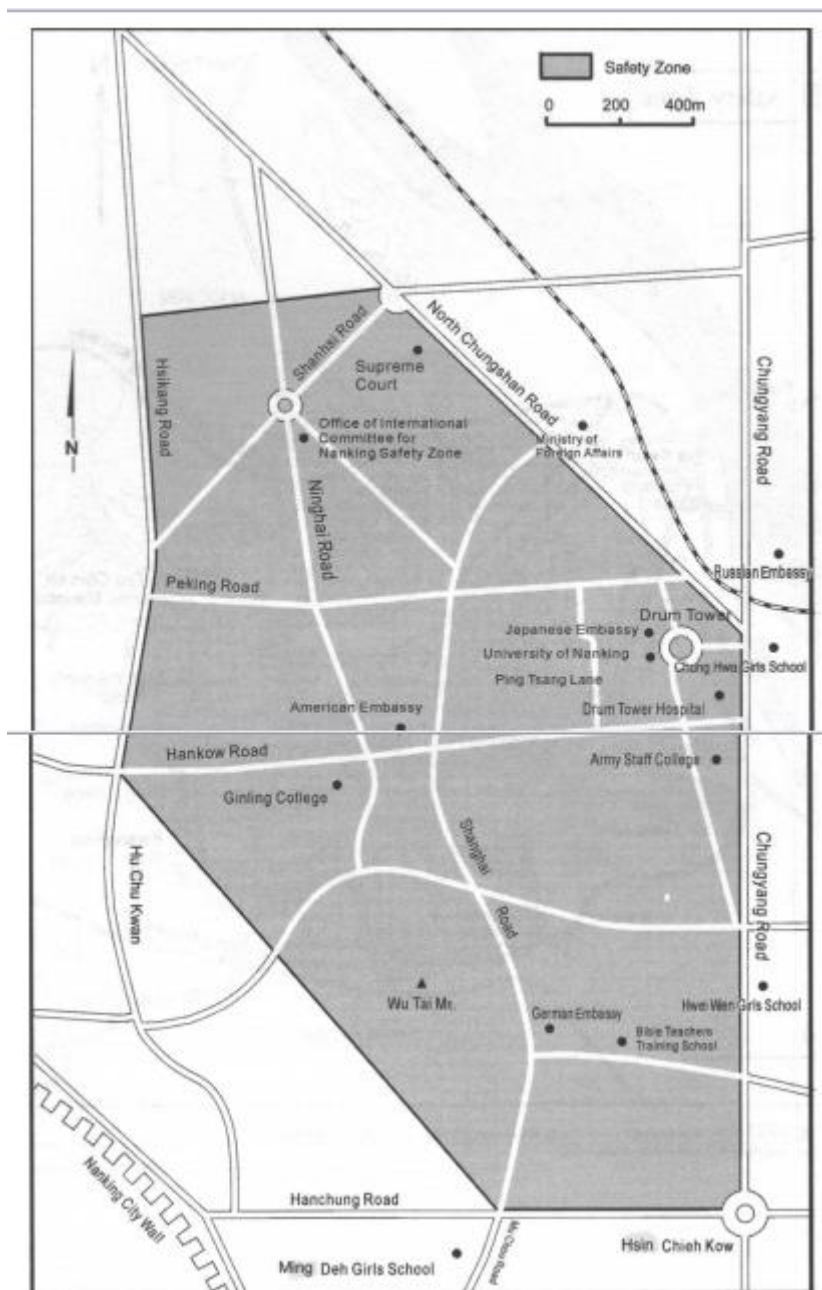 Safety Zone
0 200 400m
Shanhai Road
North Chungshan Road
Supreme
Court
Hsikang Road
Chungyang Road
Office of International
Committee for
Nanking Safety Zone
Ministry of
Foreign Affairs
N
Ninghai Road
Russian Embassy
Peking Road
Drum Tower
Japanese Embassy
University of Nanking
Chung Hwa Girls School
Ping Tsang Lane
American Embassy
Drum Tower Hospital
Hankow Road
Army Staff College
Ginling College
Shanghai
Road
Hu Chu Kwan
Chungyang Road
Wu Tai Mt.
Hwei Wen Girls School
German Embassy
Bible Teachers
Training School
Nanking City Wall
Hanchung Road
Mo Chou Road
Hsin Chieh Kow
Ming Deh Girls School